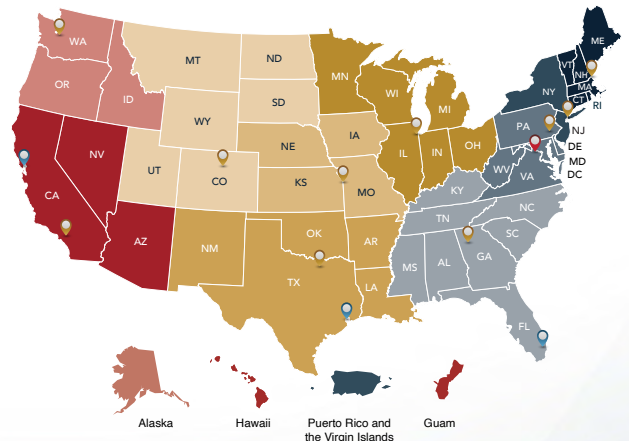 WA
OR
ID
MT
ND
SD
WY
NE
UT
CO
KS
CA
NV
AZ
NM
TX
OK
MN
IA
MO
AR
LA
WI
IL
MI
IN
OH
KY
TN
MS
AL
GA
FL
SC
NC
VA
WV
PA
NY
VT
NH
ME
MA
CT
RI
NJ
DE
MD
DC
Alaska
Hawaii
Puerto Rico and
the Virgin Islands
Guam